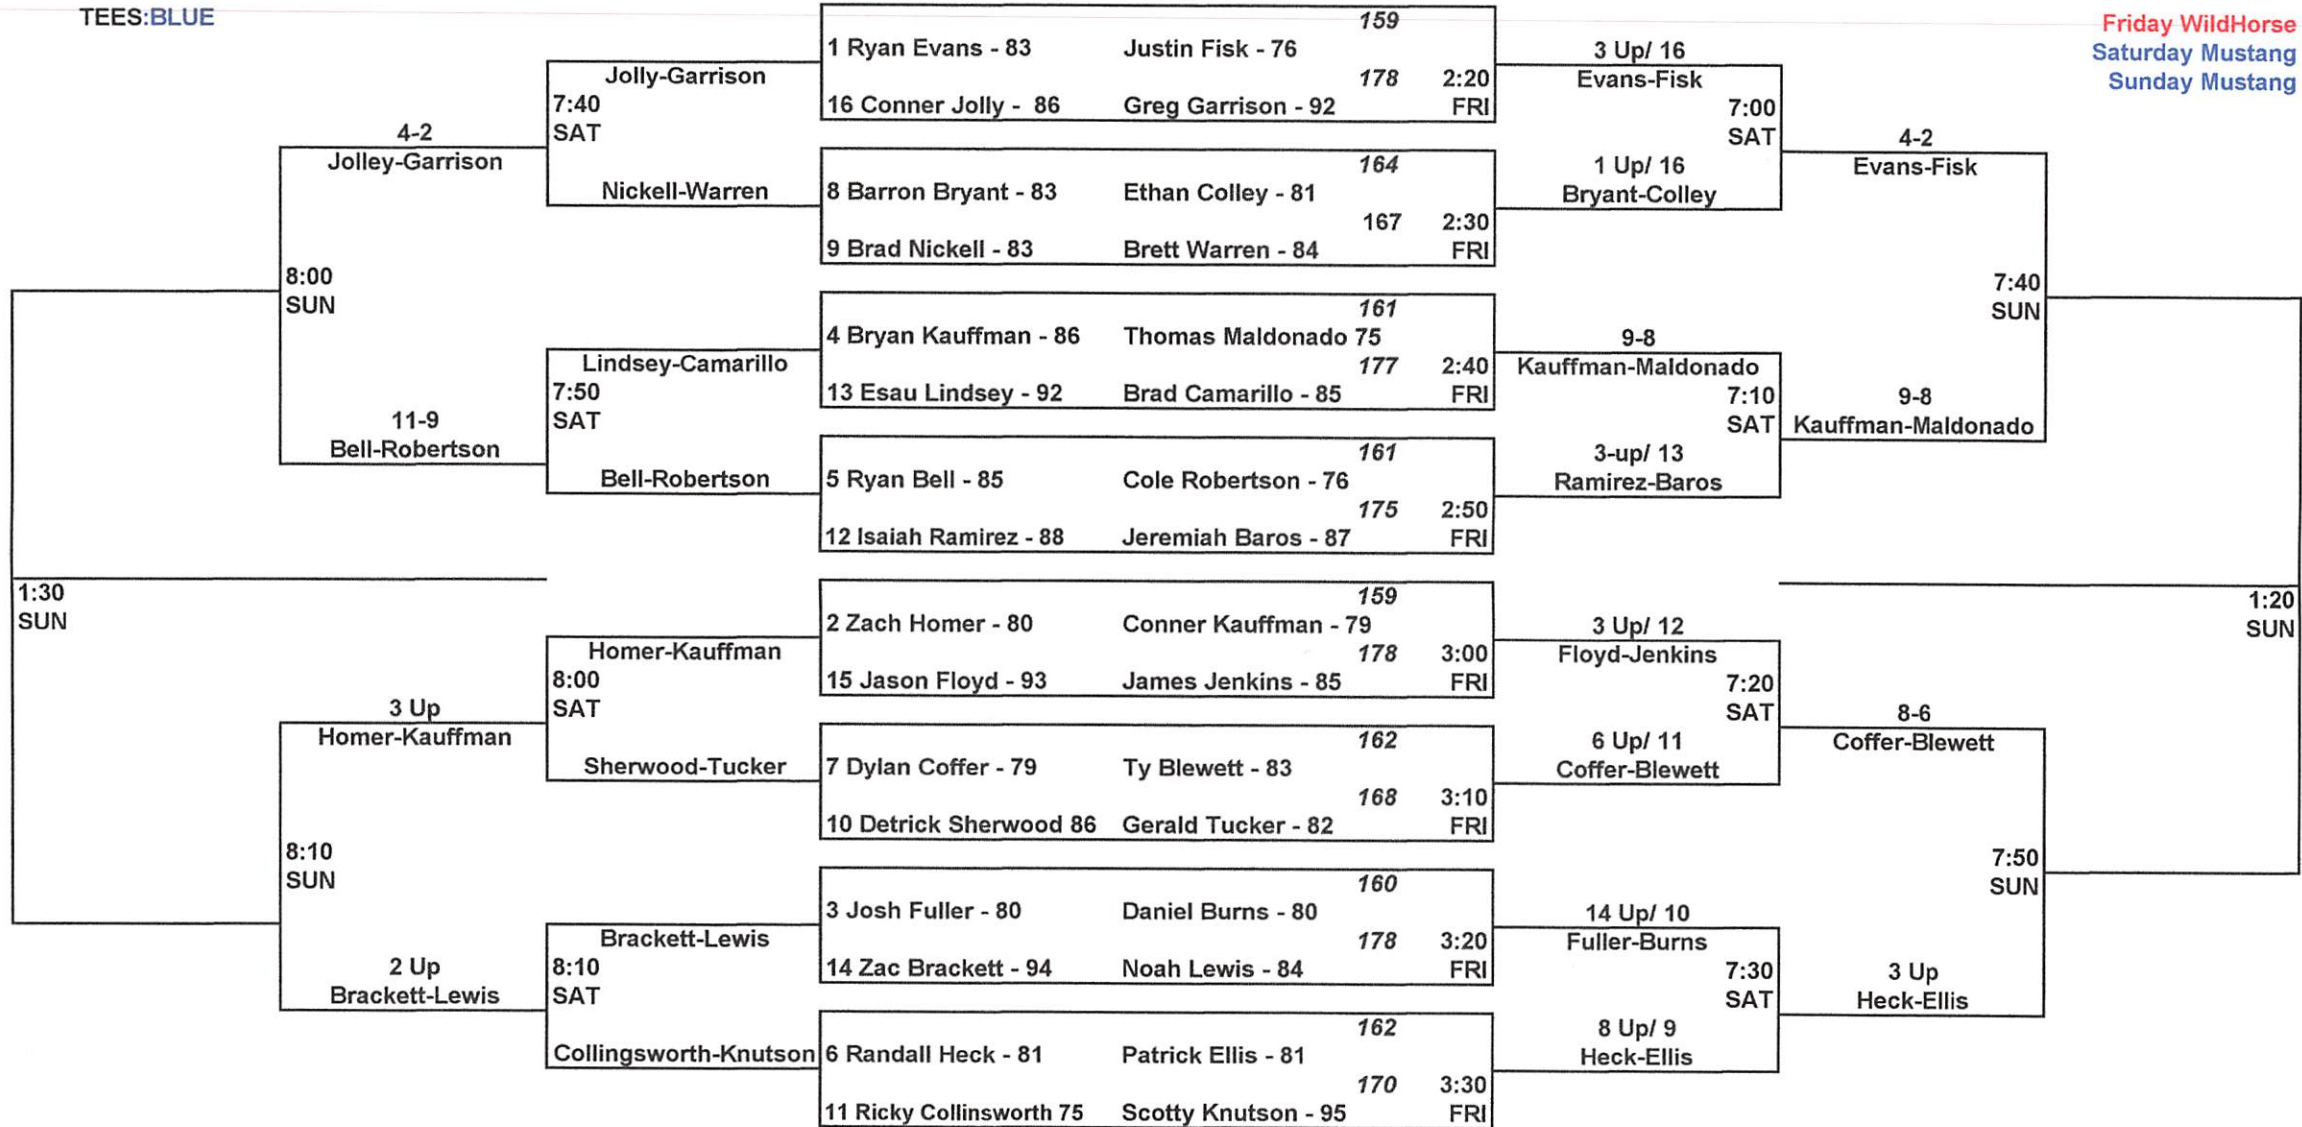 TEES:BLUE
Friday WildHorse
Saturday Mustang
Sunday Mustang
159
1 Ryan Evans - 83 Justin Fisk - 76
178 2:20
16 Conner Jolly - 86 Greg Garrison - 92 FRI
164
8 Barron Bryant - 83 Ethan Colley - 81
167 2:30
9 Brad Nickell - 83 Brett Warren - 84 FRI
161
4 Bryan Kauffman - 86 Thomas Maldonado 75
177 2:40
13 Esau Lindsey - 92 Brad Camarillo - 85 FRI
161
5 Ryan Bell - 85 Cole Robertson - 76
175 2:50
12 Isaiah Ramirez - 88 Jeremiah Baros - 87 FRI
159
2 Zach Homer - 80 Conner Kauffman - 79
178 3:00
15 Jason Floyd - 93 James Jenkins - 85 FRI
162
7 Dylan Coffer - 79 Ty Blewett - 83
168 3:10
10 Detrick Sherwood 86 Gerald Tucker - 82 FRI
160
3 Josh Fuller - 80 Daniel Burns - 80
178 3:20
14 Zac Brackett - 94 Noah Lewis - 84 FRI
162
6 Randall Heck - 81 Patrick Ellis - 81
170 3:30
11 Ricky Collinsworth 75 Scotty Knutson - 95 FRI
Jolly-Garrison
7:40
SAT
Nickell-Warren
Lindsey-Camarillo
7:50
SAT
Bell-Robertson
Homer-Kauffman
8:00
SAT
Sherwood-Tucker
Brackett-Lewis
8:10
SAT
Collingsworth-Knutson
4-2
Jolley-Garrison
8:00
SUN
11-9
Bell-Robertson
3 Up
Homer-Kauffman
8:10
SUN
2 Up
Brackett-Lewis
1:30
SUN
3 Up/ 16
Evans-Fisk
7:00
SAT
1 Up/ 16
Bryant-Colley
9-8
Kauffman-Maldonado
7:10
SAT
3-up/ 13
Ramirez-Baros
3 Up/ 12
Floyd-Jenkins
7:20
SAT
6 Up/ 11
Coffer-Blewett
14 Up/ 10
Fuller-Burns
7:30
SAT
8 Up/ 9
Heck-Ellis
4-2
Evans-Fisk
7:40
SUN
9-8
Kauffman-Maldonado
8-6
Coffer-Blewett
7:50
SUN
3 Up
Heck-Ellis
1:20
SUN